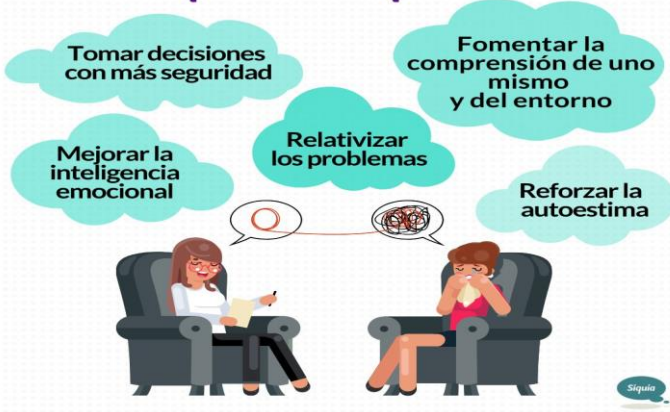 Tomar decisiones
con más seguridad
Fomentar la
comprensión de uno
mismo
y del entorno
Relativizar
los problemas
Mejorar la
inteligencia
emocional
Reforzar la
autoestima
Siquia